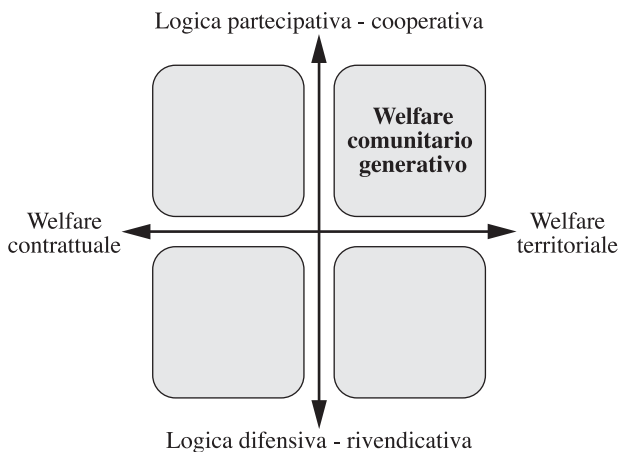 Logica partecipativa - cooperativa
Welfare
comunitario
generativo
Welfare
contrattuale
Welfare
territoriale
Logica difensiva - rivendicativa